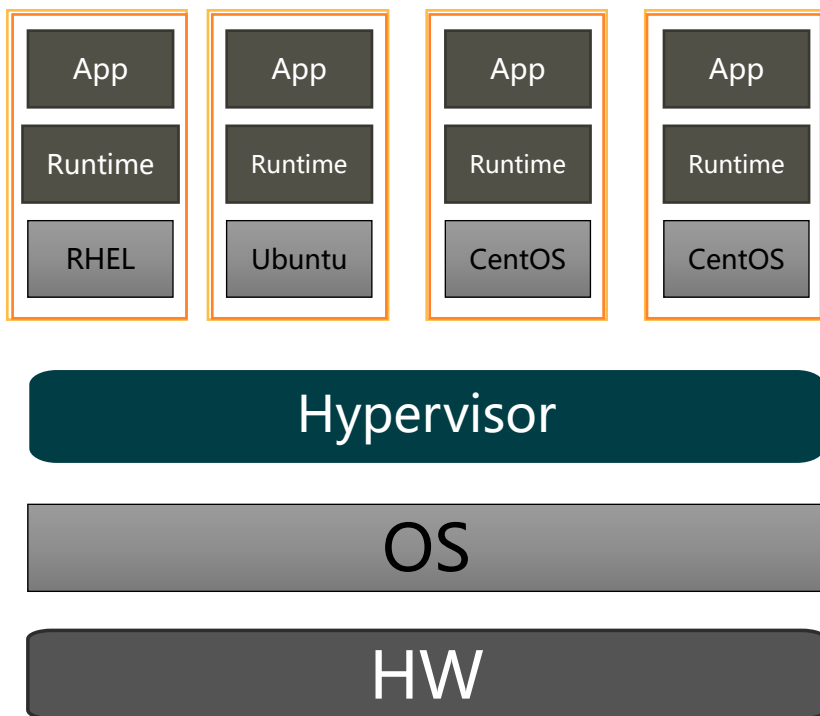 App
App
App
App
Runtime
Runtime
Runtime
Runtime
RHEL
Ubuntu
CentOS
CentOS
Hypervisor
OS
HW